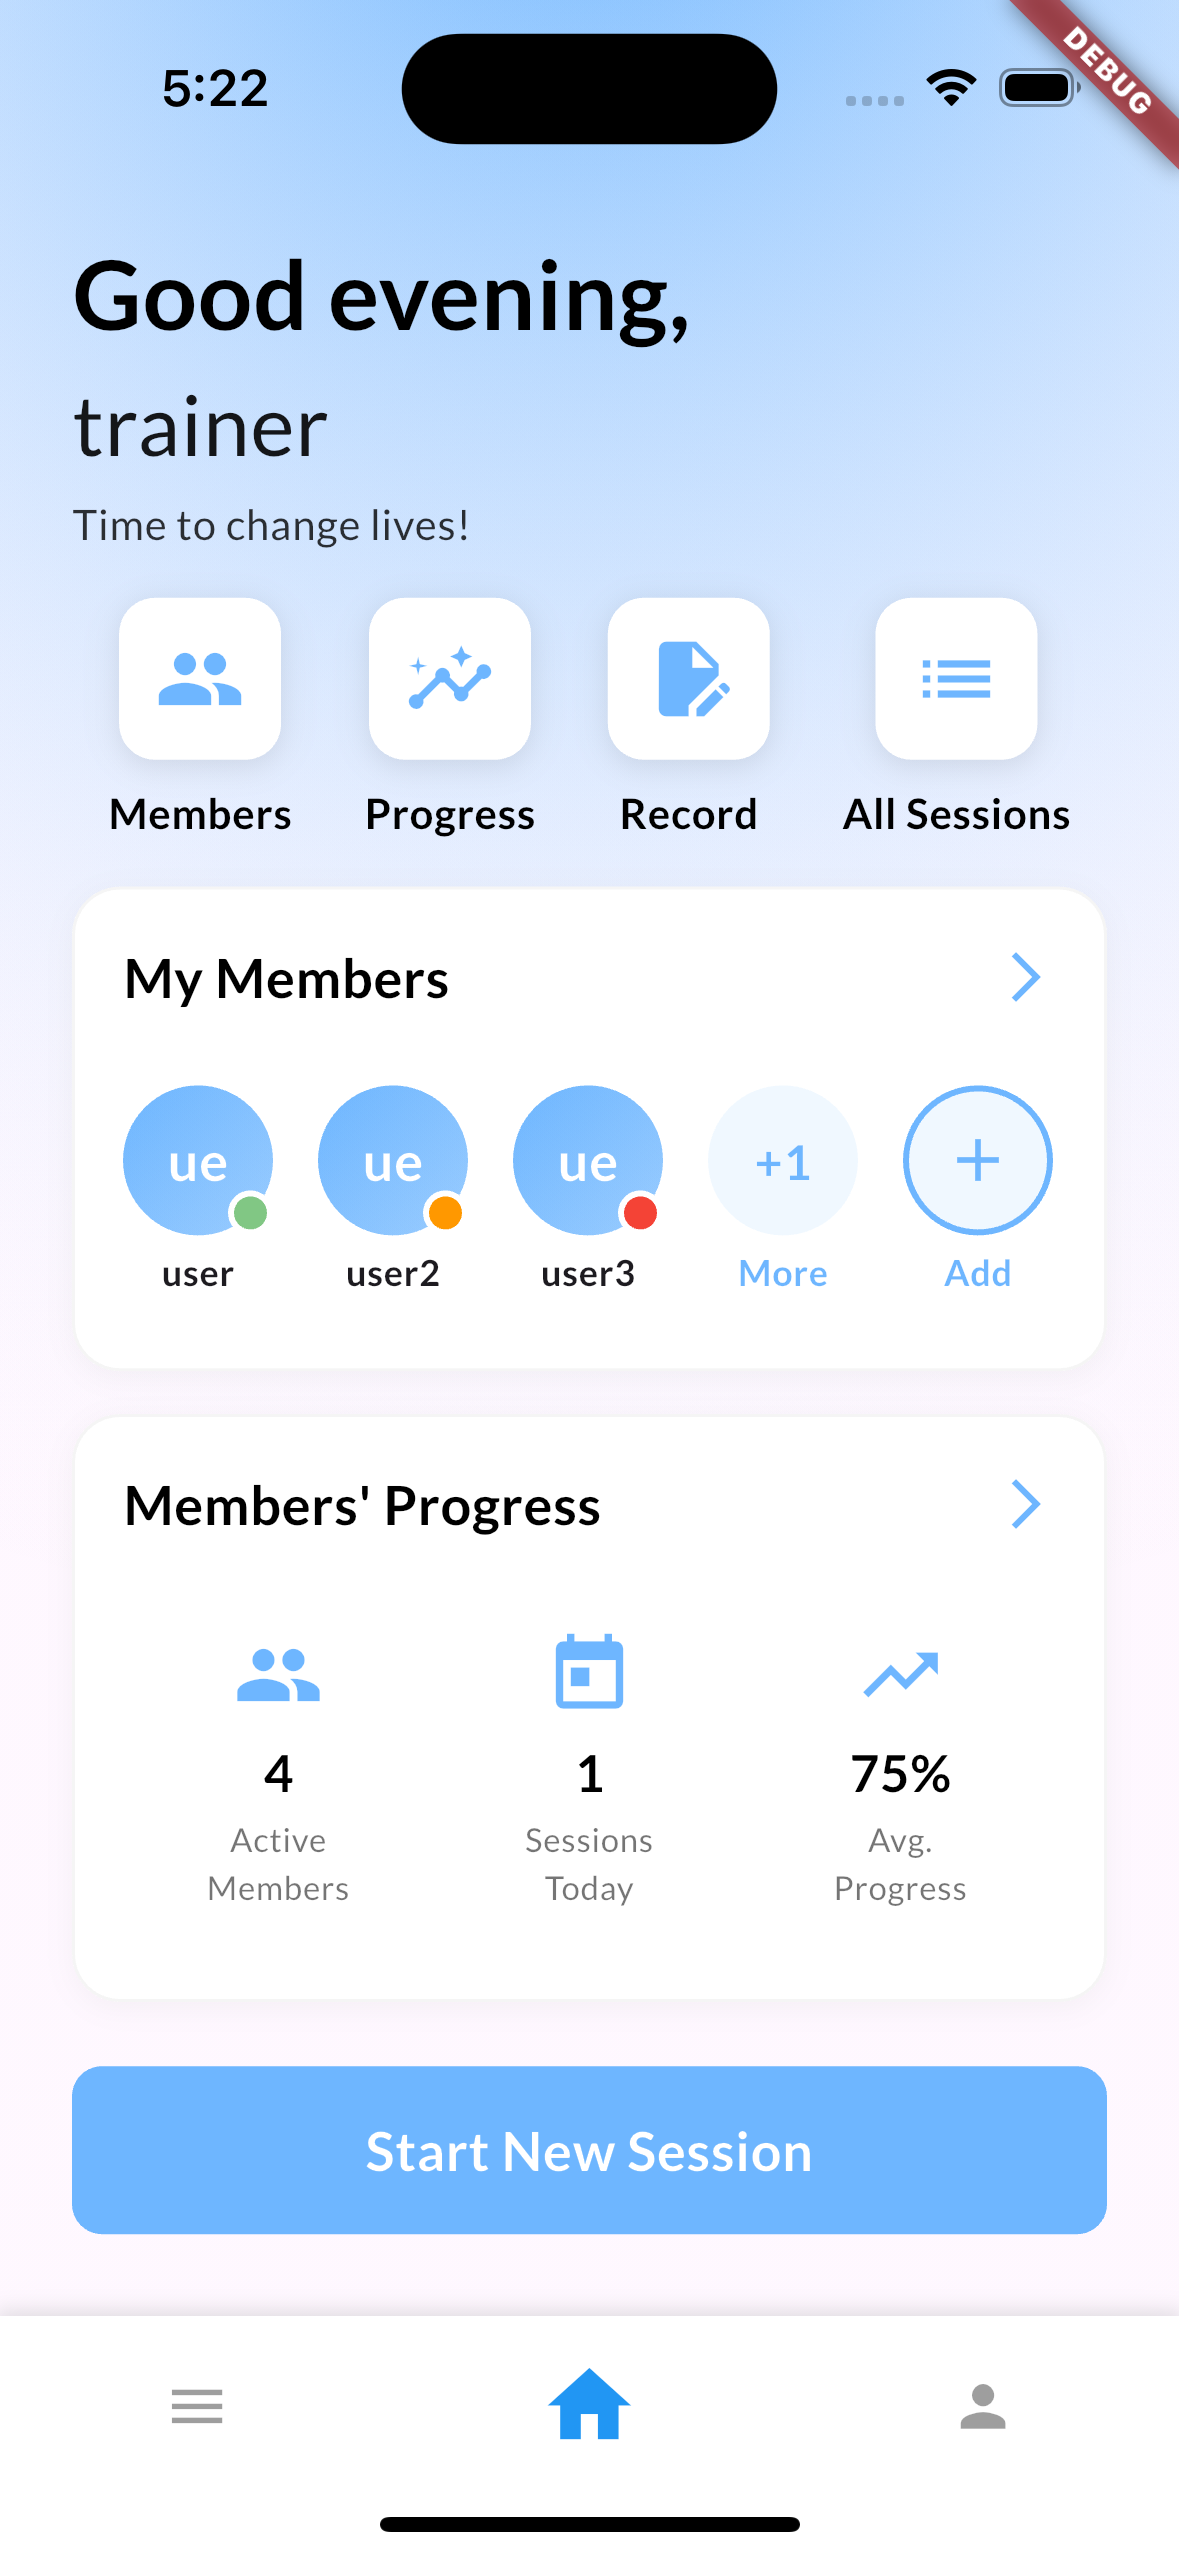 5:22
DEBUG
Good evening,
trainer
Time to change lives!
Members Progress Record All Sessions
My Members
ue ue ue +1
user user2 user3 More Add
Members' Progress
4 1 75%
Active Sessions Avg.
Members Today Progress
Start New Session